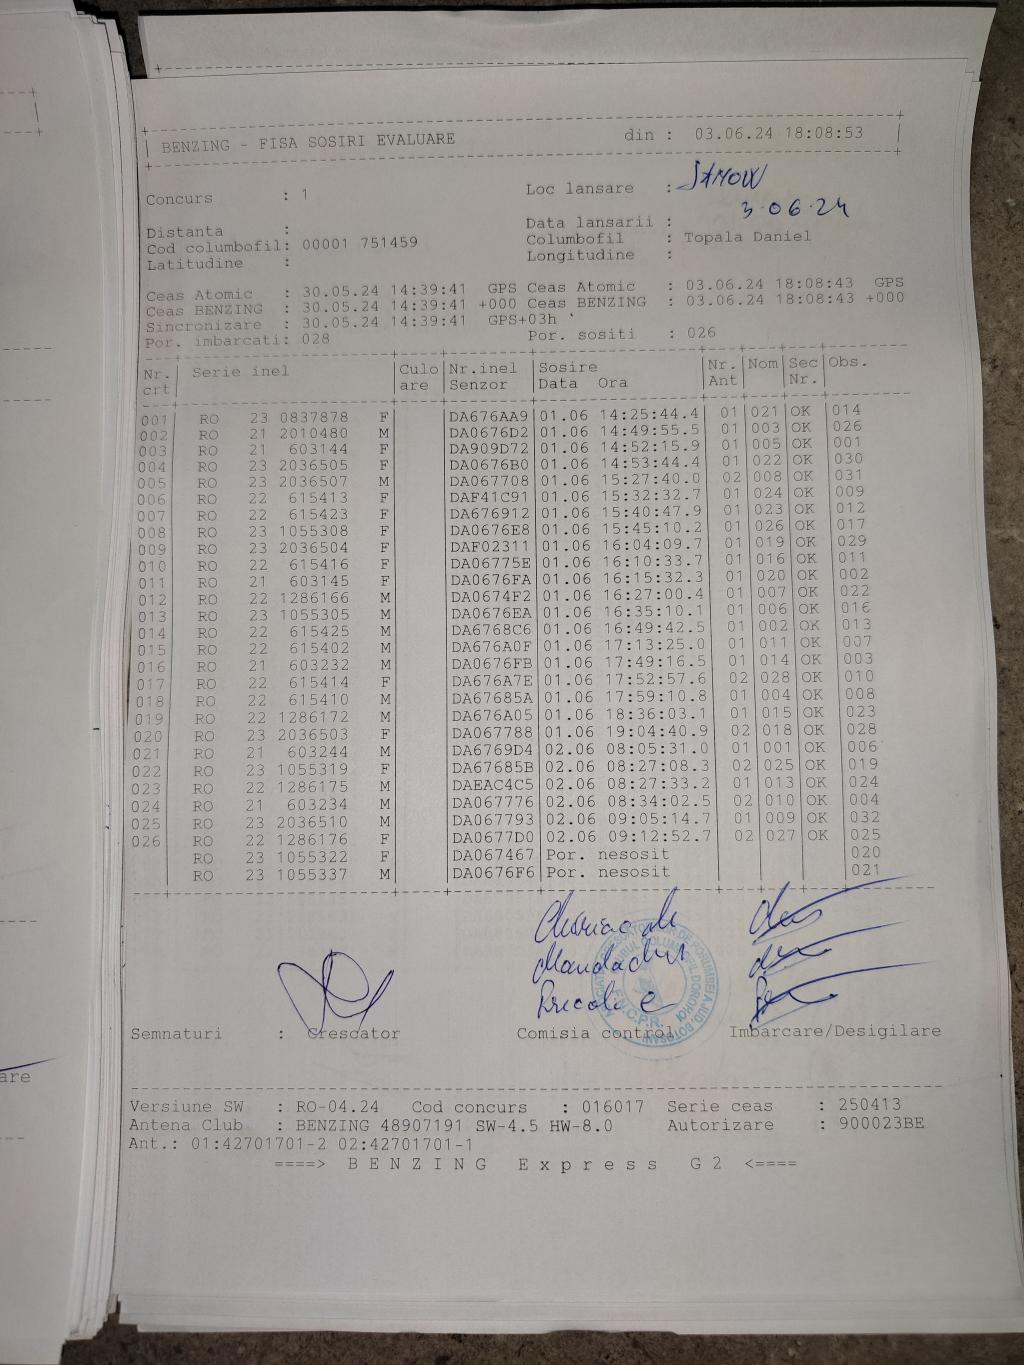 BENZING - FISA SOSIRI EVALUARE din : 03.06.24 18:08:53
Concurs : 1 Loc lansare :
3.06.24
Distanta : Data lansarii :
Cod columbofil: 00001 751459 Columbofil : Topala Daniel
Latitudine : Longitudine :
Ceas Atomic : 30.05.24 14:39:41 GPS Ceas Atomic : 03.06.24 18:08:43 GPS
Ceas BENZING : 30.05.24 14:39:41 +000 Ceas BENZING : 03.06.24 18:08:43 +000
Sincronizare : 30.05.24 14:39:41 GPS+03h
Por. imbarcati: 028 Por. sositi : 026
Nr. Serie inel Culo Nr.inel Sosire Nr. Nom Sec Obs.
crt are Senzor Data Ora Ant Nr.
001 RO 23 0837878 F DA676AA9 01.06 14:25:44.4 01 021 OK 014
002 RO 21 2010480 M DA0676D2 01.06 14:49:55.5 01 003 OK 026
003 RO 21 603144 F DA909D72 01.06 14:52:15.9 01 005 OK 001
004 RO 23 2036505 F DA0676B0 01.06 14:53:44.4 01 022 OK 030
005 RO 23 2036507 M DA067708 01.06 15:27:40.0 02 008 OK 031
006 RO 22 615413 F DAF41C91 01.06 15:32:32.7 01 024 OK 009
007 RO 22 615423 F DA676912 01.06 15:40:47.9 01 023 OK 012
008 RO 23 1055308 F DA0676E8 01.06 15:45:10.2 01 026 OK 017
009 RO 23 2036504 F DAF02311 01.06 16:04:09.7 01 019 OK 029
010 RO 22 615416 F DA06775E 01.06 16:10:33.7 01 016 OK 011
011 RO 21 603145 F DA0676FA 01.06 16:15:32.3 01 020 OK 002
012 RO 22 1286166 M DA0674F2 01.06 16:27:00.4 01 007 OK 022
013 RO 23 1055305 M DA0676EA 01.06 16:35:10.1 01 006 OK 016
014 RO 22 615425 M DA6768C6 01.06 16:49:42.5 01 002 OK 013
015 RO 22 615402 M DA676A0F 01.06 17:13:25.0 01 011 OK 007
016 RO 21 603232 M DA0676FB 01.06 17:49:16.5 01 014 OK 003
017 RO 22 615414 F DA676A7E 01.06 17:52:57.6 02 028 OK 010
018 RO 22 615410 M DA67685A 01.06 17:59:10.8 01 004 OK 008
019 RO 22 1286172 M DA676A05 01.06 18:36:03.1 01 015 OK 023
020 RO 23 2036503 F DA067788 01.06 19:04:40.9 02 018 OK 028
021 RO 21 603244 M DA6769D4 02.06 08:05:31.0 01 001 OK 006
022 RO 23 1055319 F DA67685B 02.06 08:27:08.3 02 025 OK 019
023 RO 22 1286175 M DAEAC4C5 02.06 08:27:33.2 01 013 OK 024
024 RO 21 603234 M DA067776 02.06 08:34:02.5 02 010 OK 004
025 RO 23 2036510 M DA067793 02.06 09:05:14.7 01 009 OK 032
026 RO 22 1286176 F DA0677D0 02.06 09:12:52.7 02 027 OK 025
RO 23 1055322 F DA067467 Por. nesosit 020
RO 23 1055337 M DA0676F6 Por. nesosit 021
Semnaturi : Crescator Comisia control Imbarcare/Desigilare
are
Versiune SW : RO-04.24 Cod concurs : 016017 Serie ceas : 250413
Antena Club : BENZING 48907191 SW-4.5 HW-8.0 Autorizare : 900023BE
Ant.: 01:42701701-2 02:42701701-1
====> B E N Z I N G E x p r e s s G 2 <====